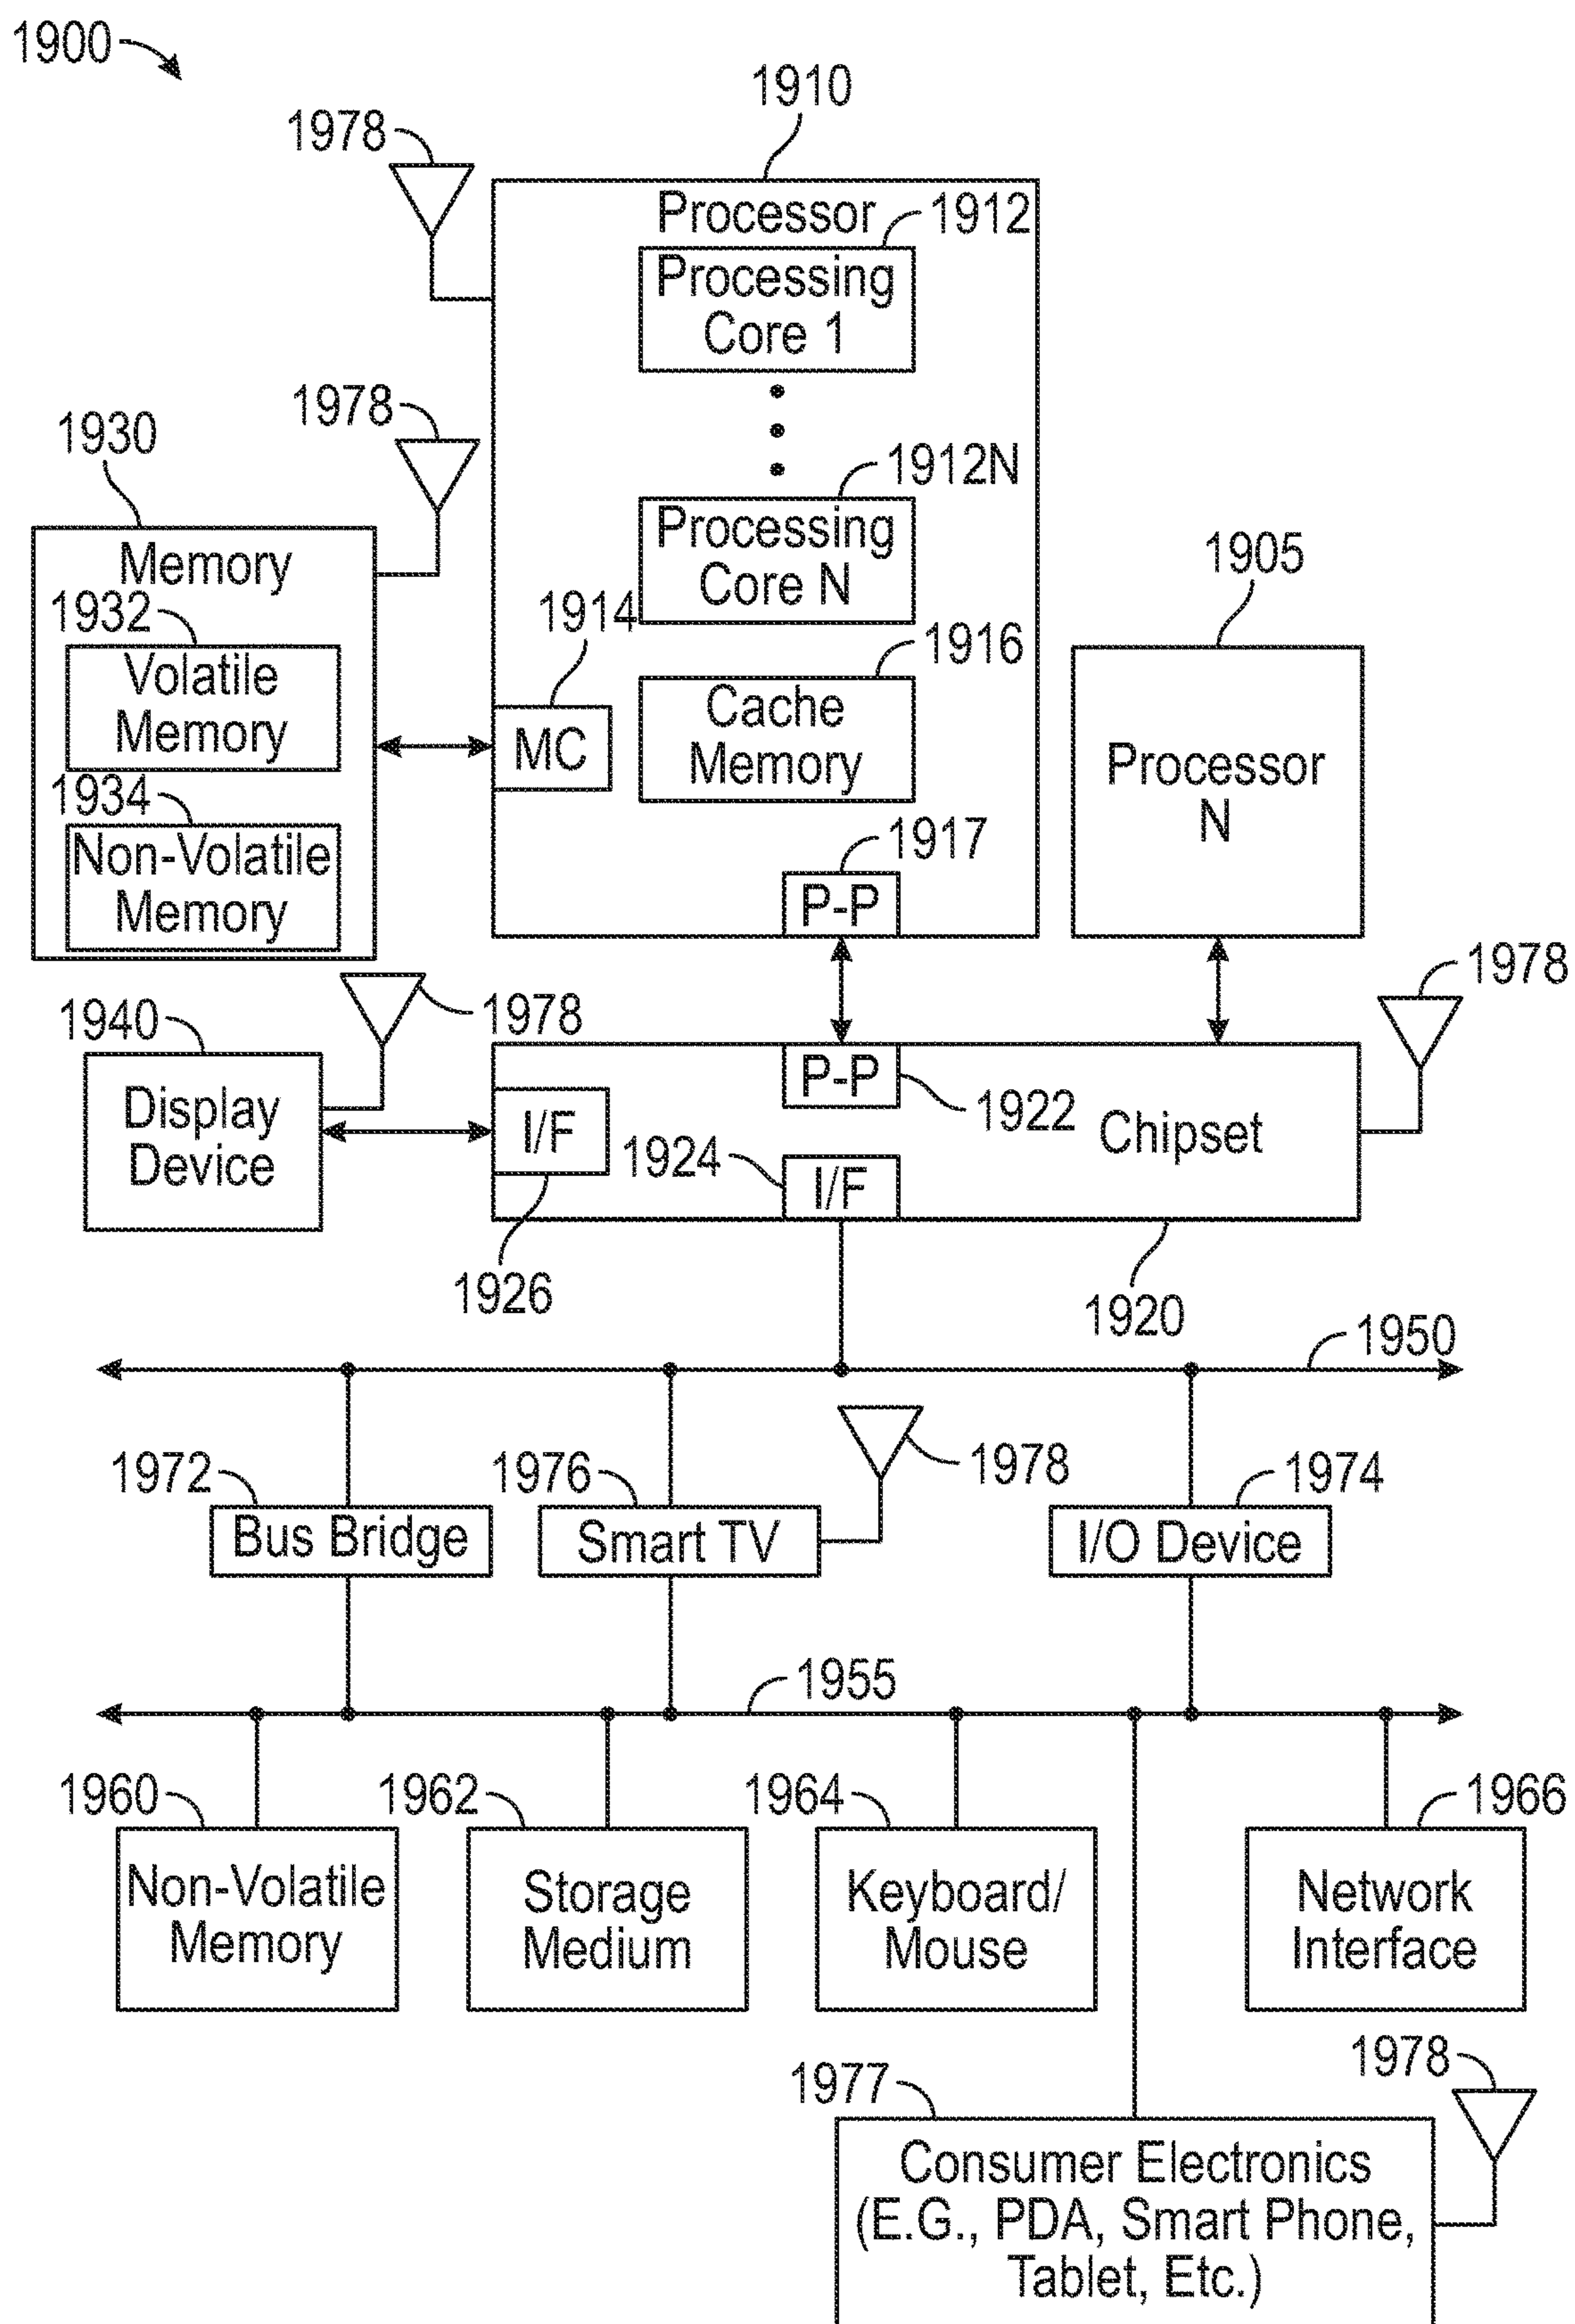 1900
1910
1978
Processor
1912
Processing
Core 1
1978
1930
1912N
Processing
Core N
Memory
1905
1932
1914
1916
Volatile
Memory
MC
Cache
Memory
Processor
N
1934
Non-Volatile
Memory
1917
P-P
1978
1940
1978
Display
Device
P-P
1922
I/F
Chipset
1924
I/F
1926
1920
1950
1972
1976
1978
1974
Bus Bridge
Smart TV
I/O Device
1955
1960
1962
1964
1966
Non-Volatile
Memory
Storage
Medium
Keyboard/
Mouse
Network
Interface
1977
1978
Consumer Electronics
(E.G., PDA, Smart Phone,
Tablet, Etc.)